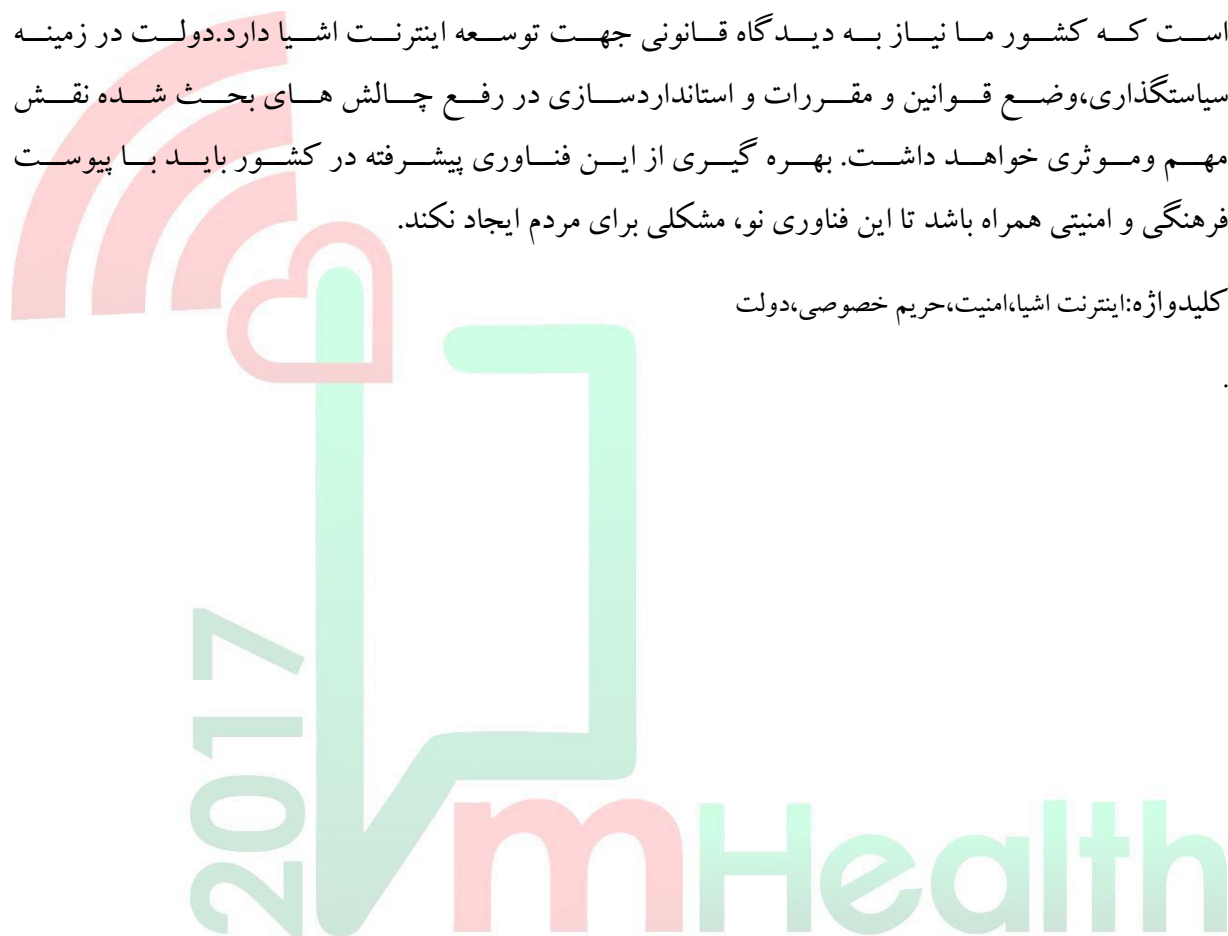 است که کشور ما نیاز به دیدگاه قانونی جهت توسعه اینترنت اشیا دارد.دولت در زمینه
سیاستگذاری،وضع قوانین و مقررات و استانداردسازی در رفع چالش های بحث شده نقش
مهم وموثری خواهد داشت. بهره گیری از این فناوری پیشرفته در کشور باید با پیوست
فرهنگی و امنیتی همراه باشد تا این فناوری نو، مشکلی برای مردم ایجاد نکند.
کلیدواژه:اینترنت اشیا،امنیت،حریم خصوصی،دولت
.
2017
mHealth